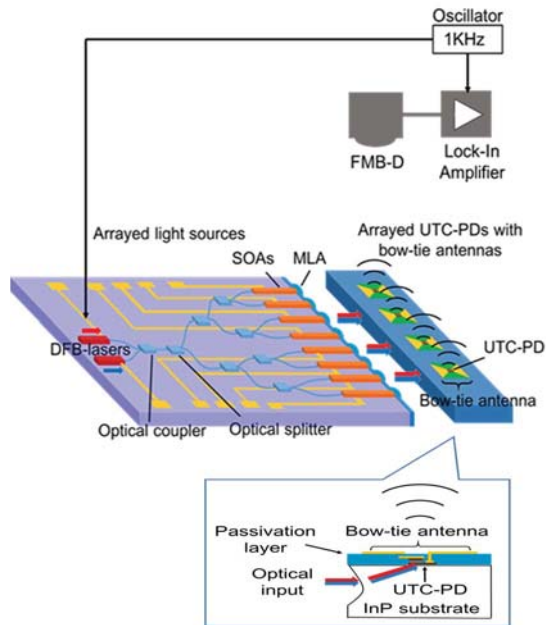 Oscillator
1KHz
FMB-D
Lock-In
Amplifier
Arrayed light sources
SOAs
MLA
Arrayed UTC-PDs with
bow-tie antennas
DFB-lasers
UTC-PD
Bow-tie antenna
Optical coupler
Optical splitter
Passivation
layer
Bow-tie antenna
Optical
input
UTC-PD
InP substrate